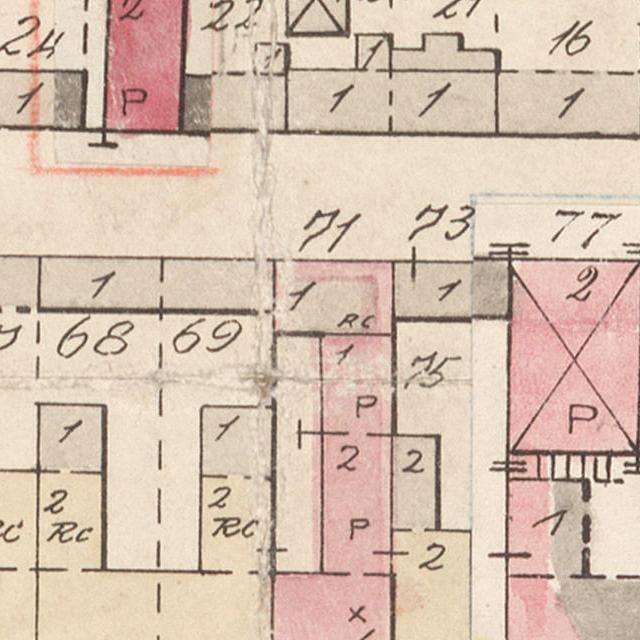 2 22 21
24 1 16
1 P 1 1 1
71 73 77
1 1 1 2
RC
68 69 1 75
P P
1 1 2 2
2 2
RC RC P 2 1
x